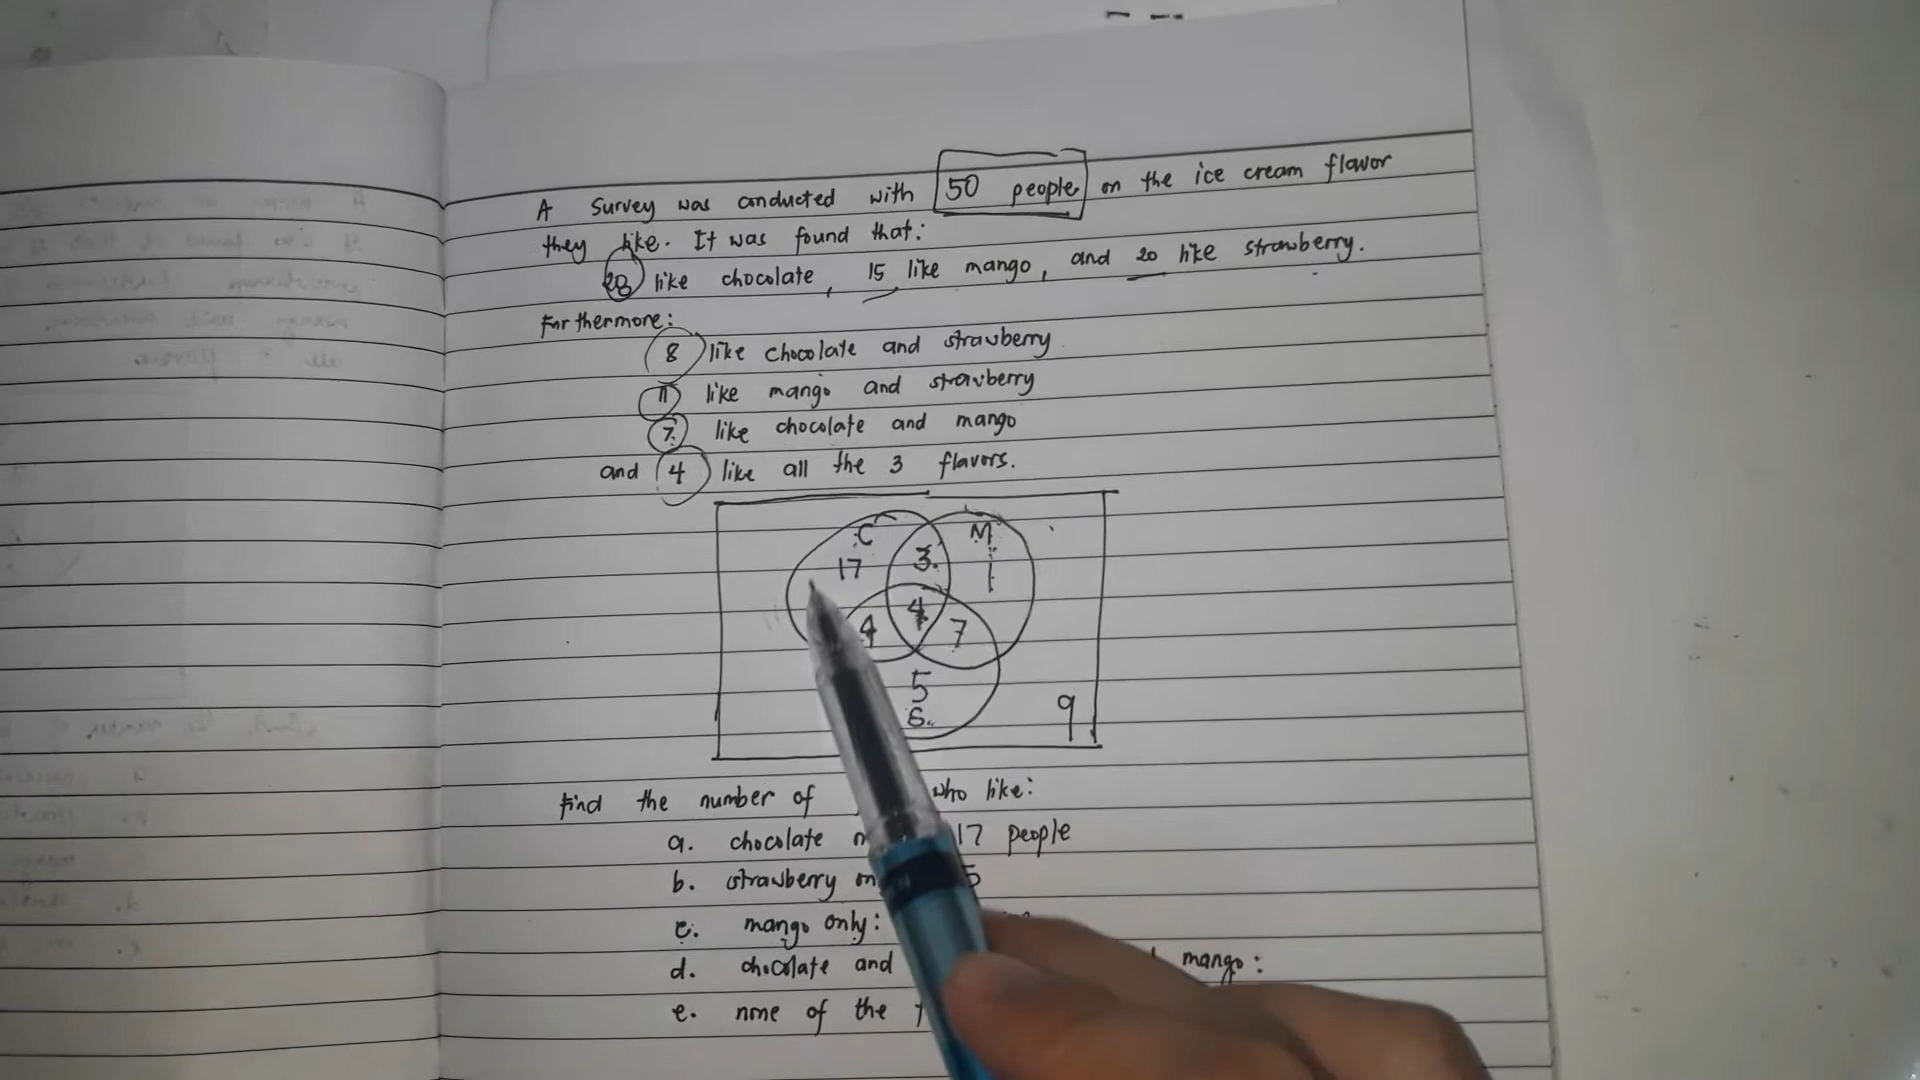 A survey was conducted with 50 people on the ice cream flavor
they like. It was found that:
28 like chocolate, 15 like mango, and 20 like strawberry.
Furthermore:
8 like chocolate and strawberry
11 like mango and strawberry
7 like chocolate and mango
and 4 like all the 3 flavors.
C M
17 3 1
4 4 7
5
S 9
Find the number of who like:
a. chocolate 17 people
b. strawberry 5
c. mango only:
d. chocolate and mango:
e. none of the